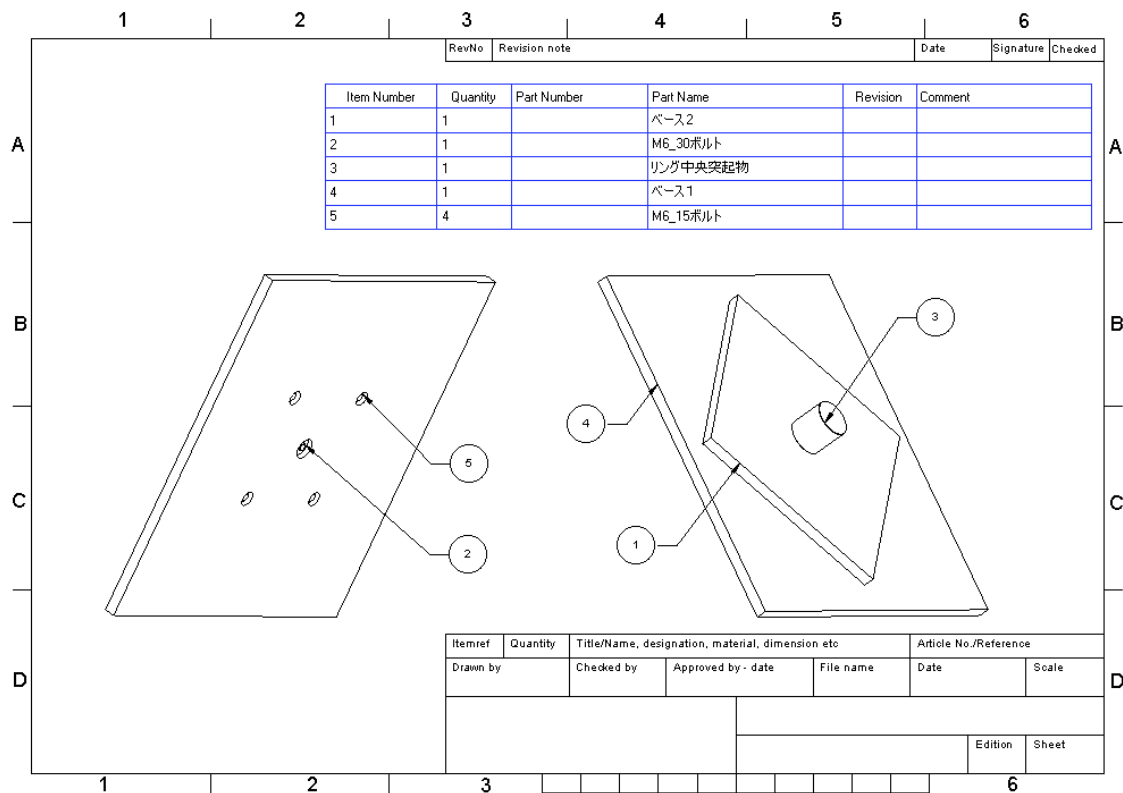 1 2 3 4 5 6
RevNo Revision note Date Signature Checked
Item Number Quantity Part Number Part Name Revision Comment
1 1 ベース2
2 1 M6_30ボルト
3 1 リング中央突起物
4 1 ベース1
5 4 M6_15ボルト
A A
B B
3
4
5
C C
1
2
Itemref Quantity Title/Name, designation, material, dimension etc Article No./Reference
Drawn by Checked by Approved by - date File name Date Scale
D D
Edition Sheet
1 2 3 6